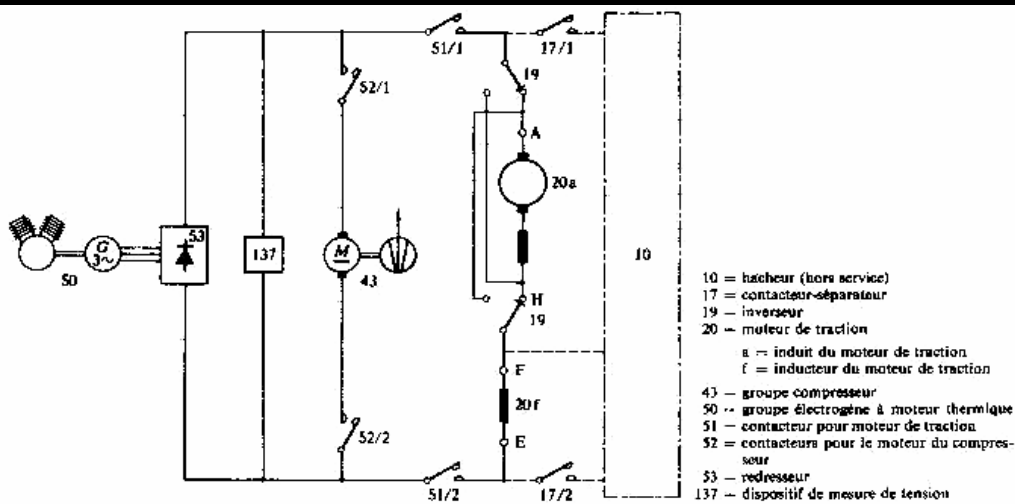 51/1
17/1
52/1
19
A
20a
G
3~
53
50
137
M
43
10
H
19
F
20f
E
52/2
51/2
17/2
10 = hacheur (hors service)
17 = contacteur-séparateur
19 – inverseur
20 – moteur de traction
a = induit du moteur de traction
f = inducteur du moteur de traction
43 – groupe compresseur
50 – groupe électrogène à moteur thermique
51 – contacteur pour moteur de traction
52 = contacteurs pour le moteur du compres-
seur
53 – redresseur
137 – dispositif de mesure de tension